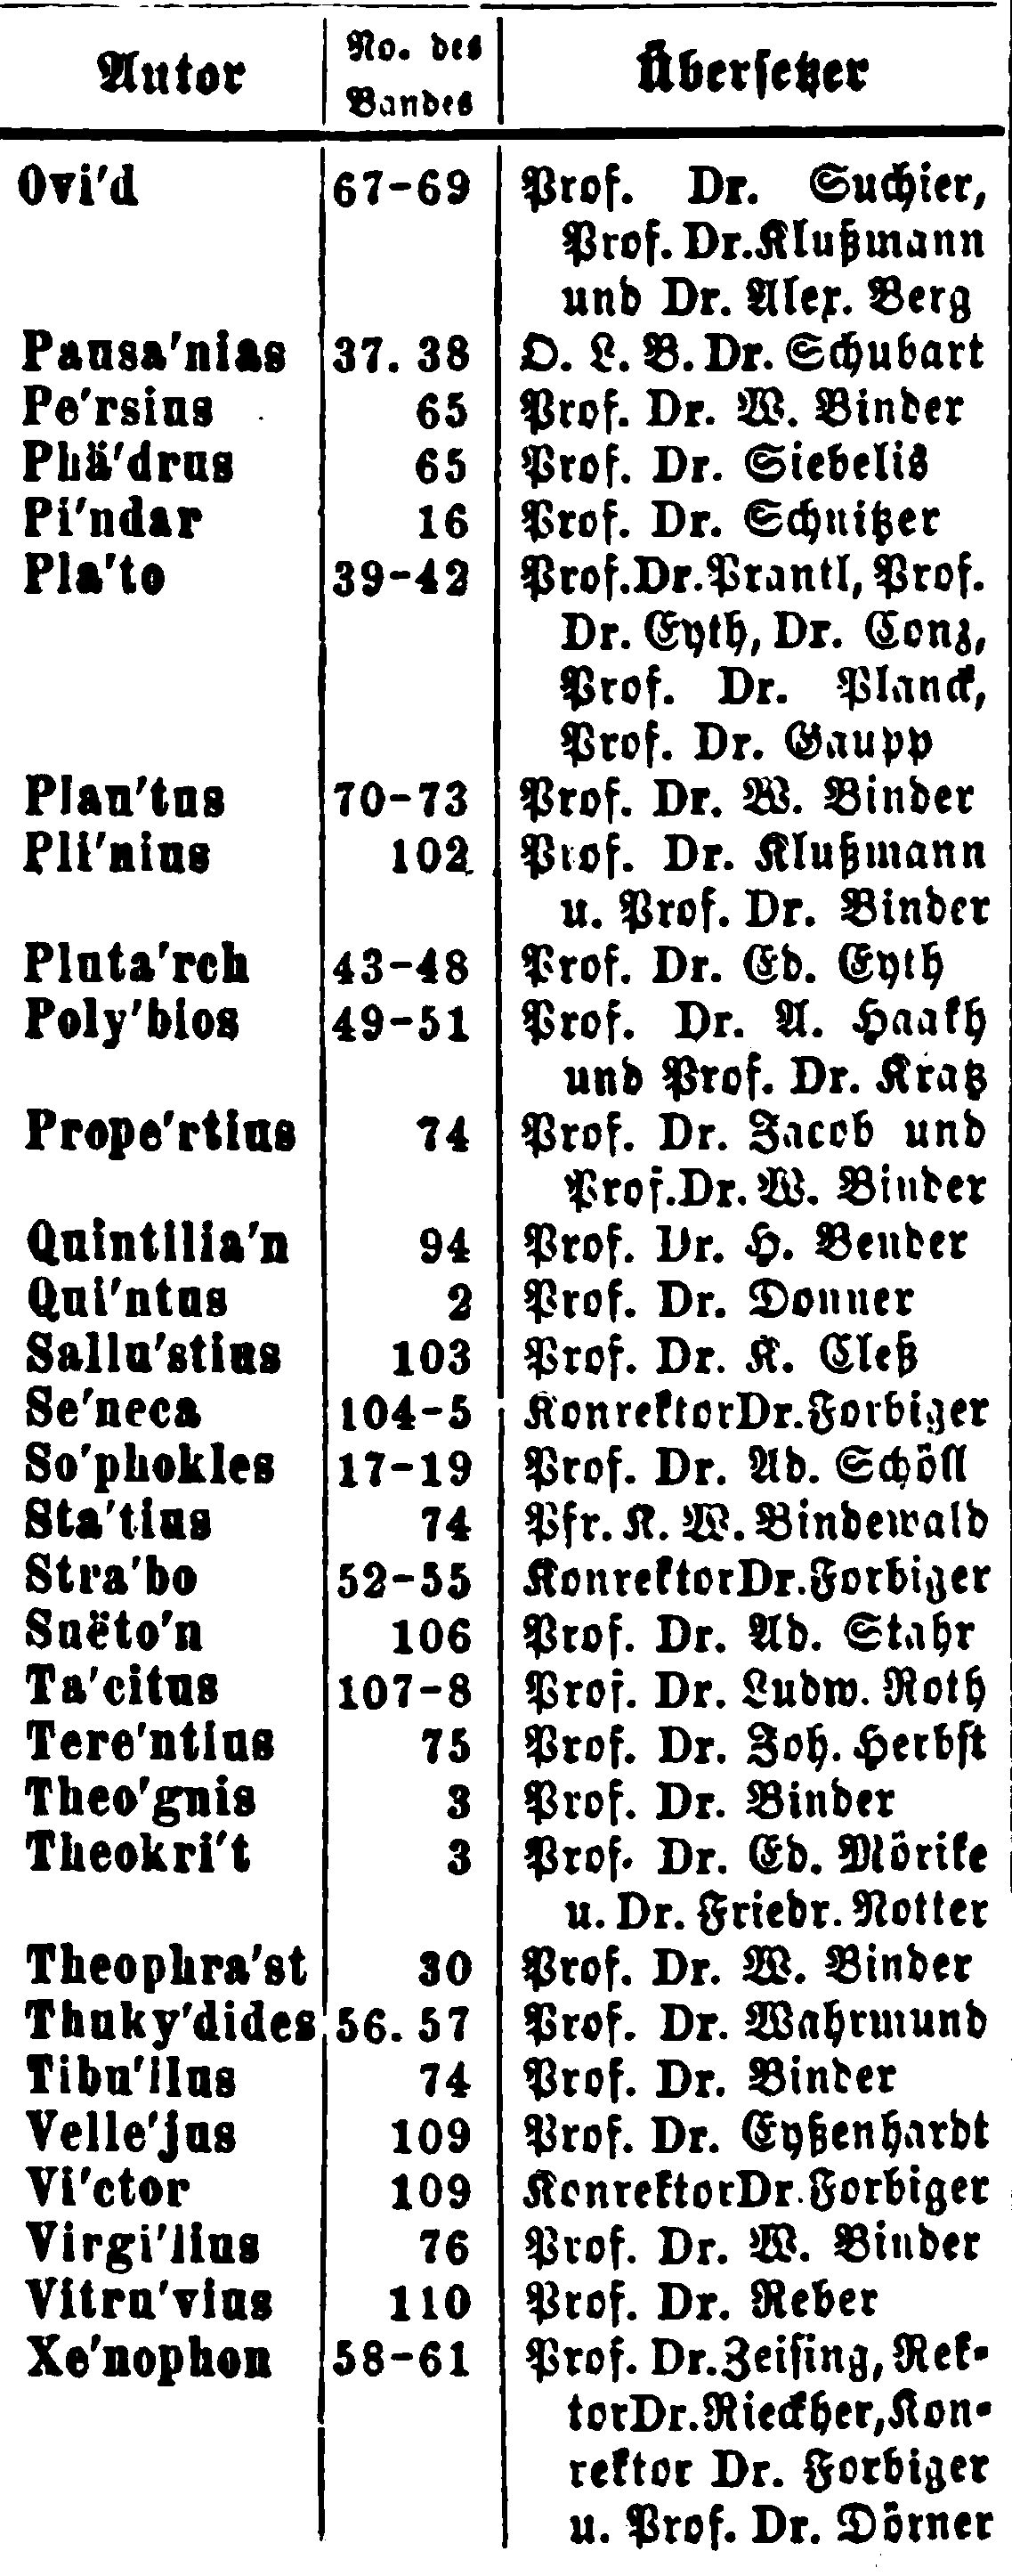 Autor No. des Bandes Übersetzer
Ovi'd 67-69 Prof. Dr. Suchier,
Prof. Dr. Klußmann
und Dr. Alex. Berg
Pausa'nias 37. 38 O. L. B. Dr. Schubart
Pe'rsius 65 Prof. Dr. W. Binder
Phä'drus 65 Prof. Dr. Siebelis
Pi'ndar 16 Prof. Dr. Schnitzer
Pla'to 39-42 Prof. Dr. Prantl, Prof.
Dr. Eyth, Dr. Conz,
Prof. Dr. Planck,
Prof. Dr. Gaupp
Plau'tus 70-73 Prof. Dr. W. Binder
Pli'nius 102 Prof. Dr. Klußmann
u. Prof. Dr. Binder
Pluta'rch 43-48 Prof. Dr. Ed. Eyth
Poly'bios 49-51 Prof. Dr. A. Haakh
und Prof. Dr. Kratz
Prope'rtius 74 Prof. Dr. Jacob und
Prof. Dr. W. Binder
Quintilia'n 94 Prof. Dr. H. Bender
Qui'ntus 2 Prof. Dr. Donner
Sallu'stius 103 Prof. Dr. K. Cleß
Se'neca 104-5 Konrektor Dr. Forbiger
So'phokles 17-19 Prof. Dr. Ad. Schöll
Sta'tius 74 Pfr. K. W. Bindewald
Stra'bo 52-55 Konrektor Dr. Forbiger
Suëto'n 106 Prof. Dr. Ad. Stahr
Ta'citus 107-8 Prof. Dr. Ludw. Roth
Tere'ntius 75 Prof. Dr. Joh. Herbst
Theo'gnis 3 Prof. Dr. Binder
Theokri't 3 Prof. Dr. Ed. Mörike
u. Dr. Friedr. Notter
Theophra'st 30 Prof. Dr. W. Binder
Thuky'dides 56. 57 Prof. Dr. Wahrmund
Tibu'llus 74 Prof. Dr. Binder
Velle'jus 109 Prof. Dr. Eyßenhardt
Vi'ctor 109 Konrektor Dr. Forbiger
Virgi'lius 76 Prof. Dr. W. Binder
Vitru'vius 110 Prof. Dr. Reber
Xe'nophon 58-61 Prof. Dr. Zeising, Rek-
tor Dr. Rieckher, Kon-
rektor Dr. Forbiger
u. Prof. Dr. Dörner